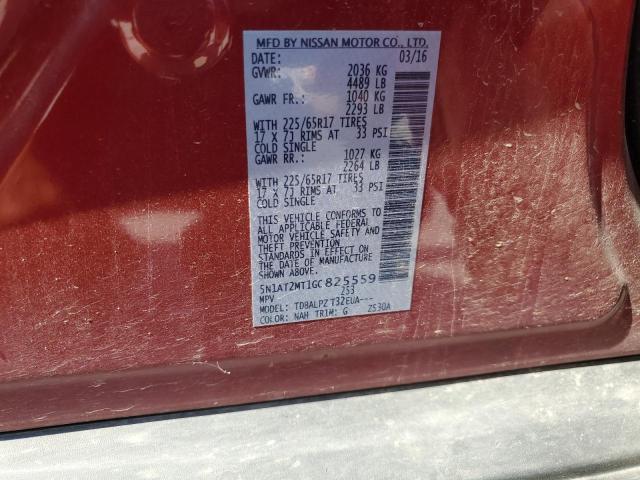 MFD BY NISSAN MOTOR CO., LTD.
DATE: 03/16
GVWR: 2036 KG
4489 LB
GAWR FR.: 1040 KG
2293 LB
WITH 225/65R17 TIRES
17 X 7J RIMS AT 33 PSI
COLD SINGLE
GAWR RR.: 1027 KG
2264 LB
WITH 225/65R17 TIRES
17 X 7J RIMS AT 33 PSI
COLD SINGLE
THIS VEHICLE CONFORMS TO
ALL APPLICABLE FEDERAL
MOTOR VEHICLE SAFETY AND
THEFT PREVENTION
STANDARDS IN EFFECT ON
THE DATE OF MANUFACTURE
SHOWN ABOVE.
5N1AT2MT1GC825559
MPV 253
MODEL: TDBALPZ T32EUA---
COLOR: NAH TRIM: G 2530A